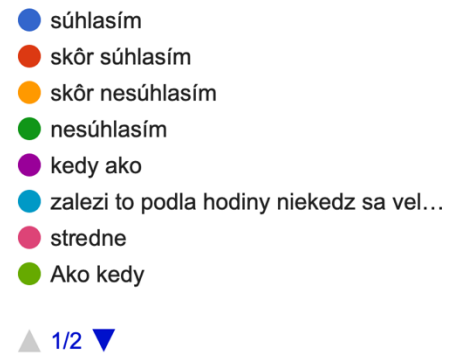 súhlasím
skôr súhlasím
skôr nesúhlasím
nesúhlasím
kedy ako
zalezi to podla hodiny niekedz sa vel…
stredne
Ako kedy
1/2